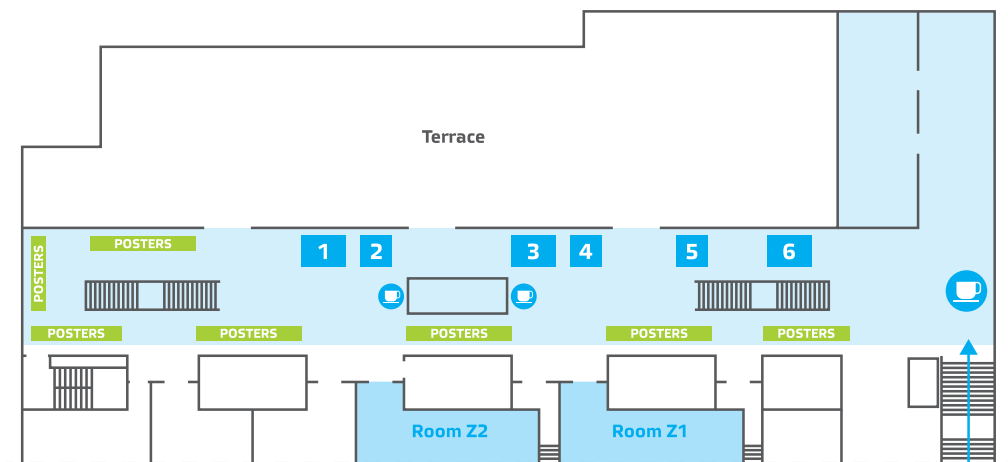 Terrace
POSTERS
POSTERS
1
2
3
4
5
6
POSTERS
POSTERS
POSTERS
POSTERS
POSTERS
Room Z2
Room Z1